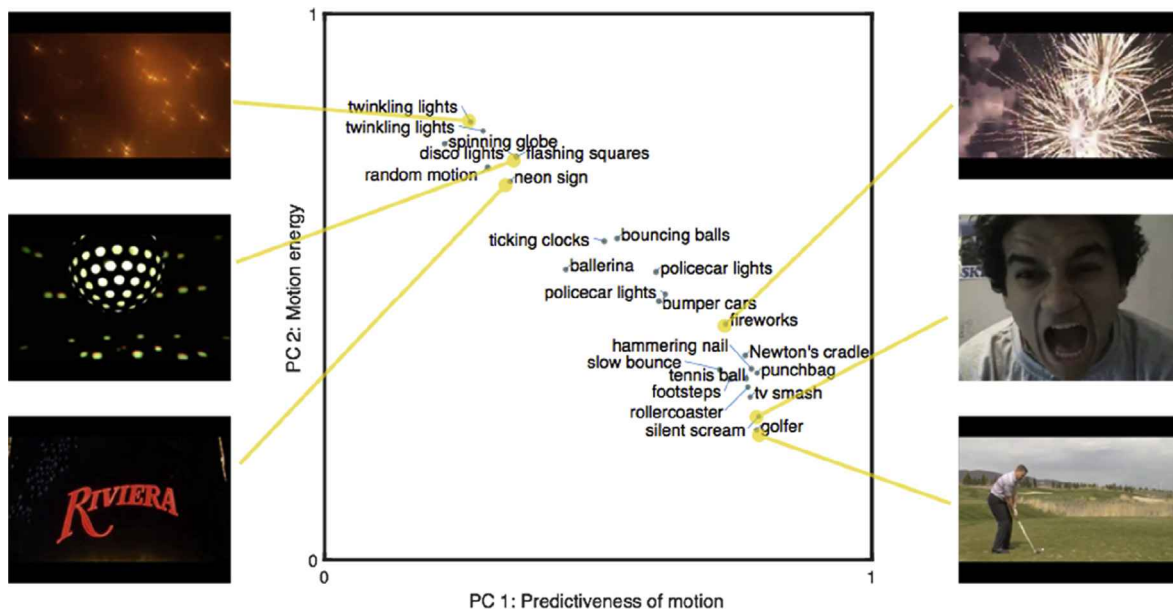 1
twinkling lights
twinkling lights
spinning globe
disco lights
flashing squares
random motion
neon sign
ticking clocks
bouncing balls
ballerina
policecar lights
policecar lights
bumper cars
fireworks
hammering nail
Newton's cradle
slow bounce
punchbag
tennis ball
footsteps
tv smash
rollercoaster
silent scream
golfer
PC 2: Motion energy
RIVIERA
SK
0
0
1
PC 1: Predictiveness of motion